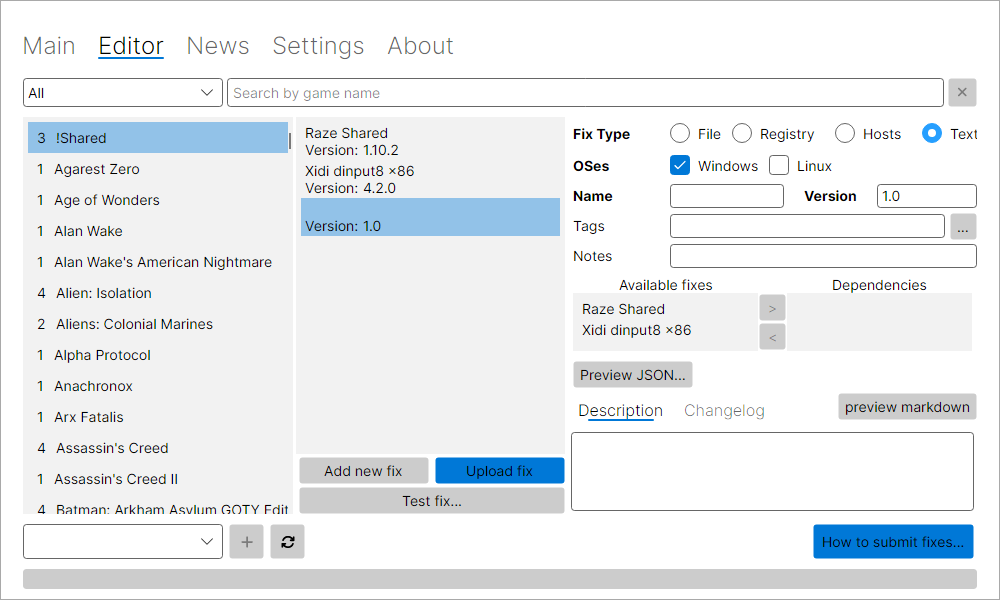 Main Editor News Settings About
All
Search by game name
3 !Shared
1 Agarest Zero
1 Age of Wonders
1 Alan Wake
1 Alan Wake's American Nightmare
4 Alien: Isolation
2 Aliens: Colonial Marines
1 Alpha Protocol
1 Anachronox
1 Arx Fatalis
4 Assassin's Creed
1 Assassin's Creed II
4 Batman: Arkham Asylum GOTY Edit
Raze Shared
Version: 1.10.2
Xidi dinput8 ×86
Version: 4.2.0
Version: 1.0
Add new fix
Upload fix
Test fix...
Fix Type File Registry Hosts Text
OSes Windows Linux
Name Version 1.0
Tags ...
Notes
Available fixes Dependencies
Raze Shared >
Xidi dinput8 ×86 <
Preview JSON...
Description Changelog preview markdown
+
How to submit fixes...